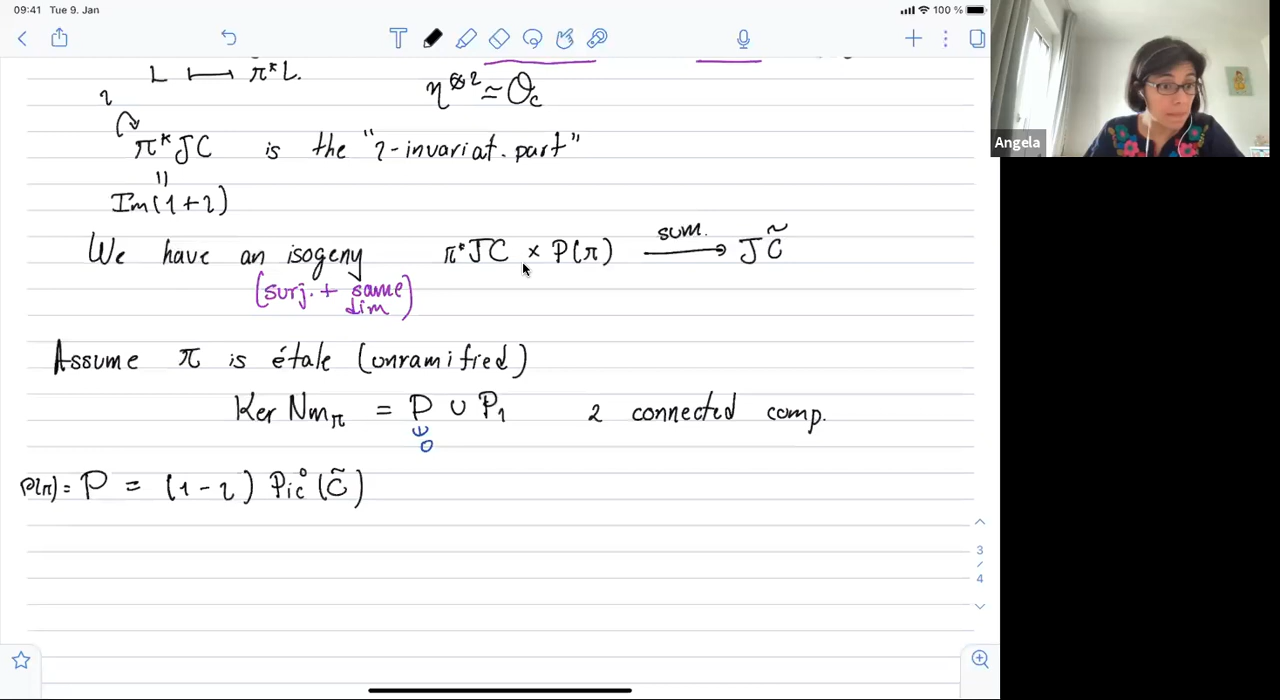 09:41 Tue 9. Jan
100 %
L ⟼ π*L.
η^{⊗2} ≃ O_c
ι
π*JC is the "ι-invariat. part"
||
Im(1+ι)
We have an isogeny π*JC × P(π) ⟶ JC̃
sum.
(surj. + same dim)
Assume π is étale (unramified)
Ker Nm_π = P ∪ P₁ 2 connected comp.
0
P(π) = P = (1-ι) Pic⁰(C̃)
3
/
4
Angela